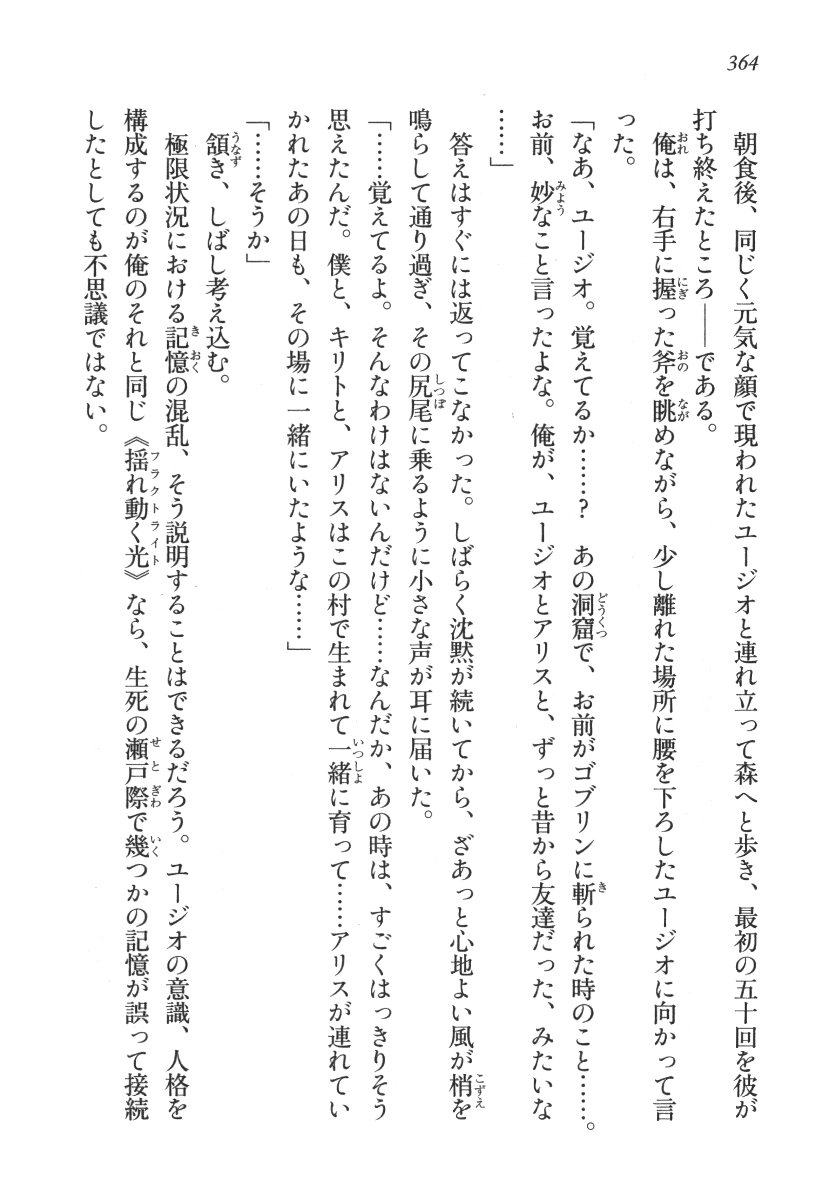 364
朝食後、同じく元気な顔で現われたユージオと連れ立って森へと歩き、最初の五十回を彼が
打ち終えたところ――である。
俺は、右手に握った斧を眺めながら、少し離れた場所に腰を下ろしたユージオに向かって言
った。
「なあ、ユージオ。覚えてるか……？　あの洞窟で、お前がゴブリンに斬られた時のこと……。
お前、妙なこと言ったよな。俺が、ユージオとアリスと、ずっと昔から友達だった、みたいな
……」
答えはすぐには返ってこなかった。しばらく沈黙が続いてから、ざあっと心地よい風が梢を
鳴らして通り過ぎ、その尻尾に乗るように小さな声が耳に届いた。
「……覚えてるよ。そんなわけはないんだけど……なんだか、あの時は、すごくはっきりそう
思えたんだ。僕と、キリトと、アリスはこの村で生まれて一緒に育って……アリスが連れてい
かれたあの日も、その場に一緒にいたような……」
「……そうか」
頷き、しばし考え込む。
極限状況における記憶の混乱、そう説明することはできるだろう。ユージオの意識、人格を
構成するのが俺のそれと同じ《揺れ動く光》なら、生死の瀬戸際で幾つかの記憶が誤って接続
したとしても不思議ではない。